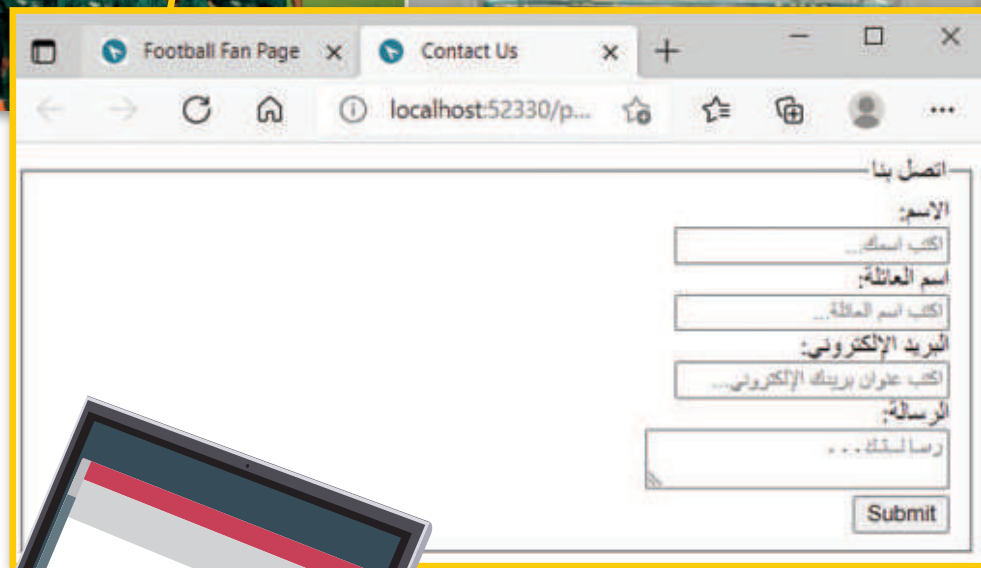 Football Fan Page
Contact Us
localhost:52330/p...
اتصل بنا
الاسم:
اكتب اسمك...
اسم العائلة:
اكتب اسم العائلة...
البريد الإلكتروني:
اكتب عنوان بريدك الإلكتروني...
الرسالة:
رسالتك...
Submit